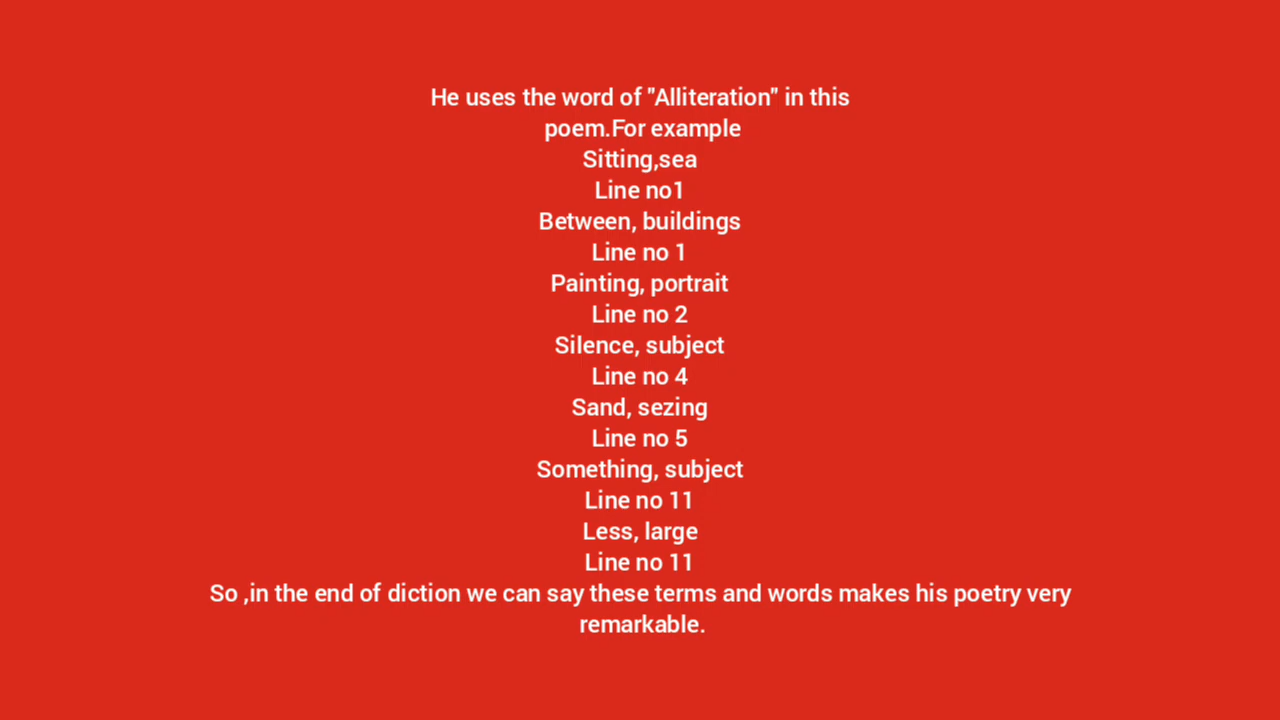 He uses the word of "Alliteration" in this
poem.For example
Sitting,sea
Line no1
Between, buildings
Line no 1
Painting, portrait
Line no 2
Silence, subject
Line no 4
Sand, sezing
Line no 5
Something, subject
Line no 11
Less, large
Line no 11
So ,in the end of diction we can say these terms and words makes his poetry very
remarkable.